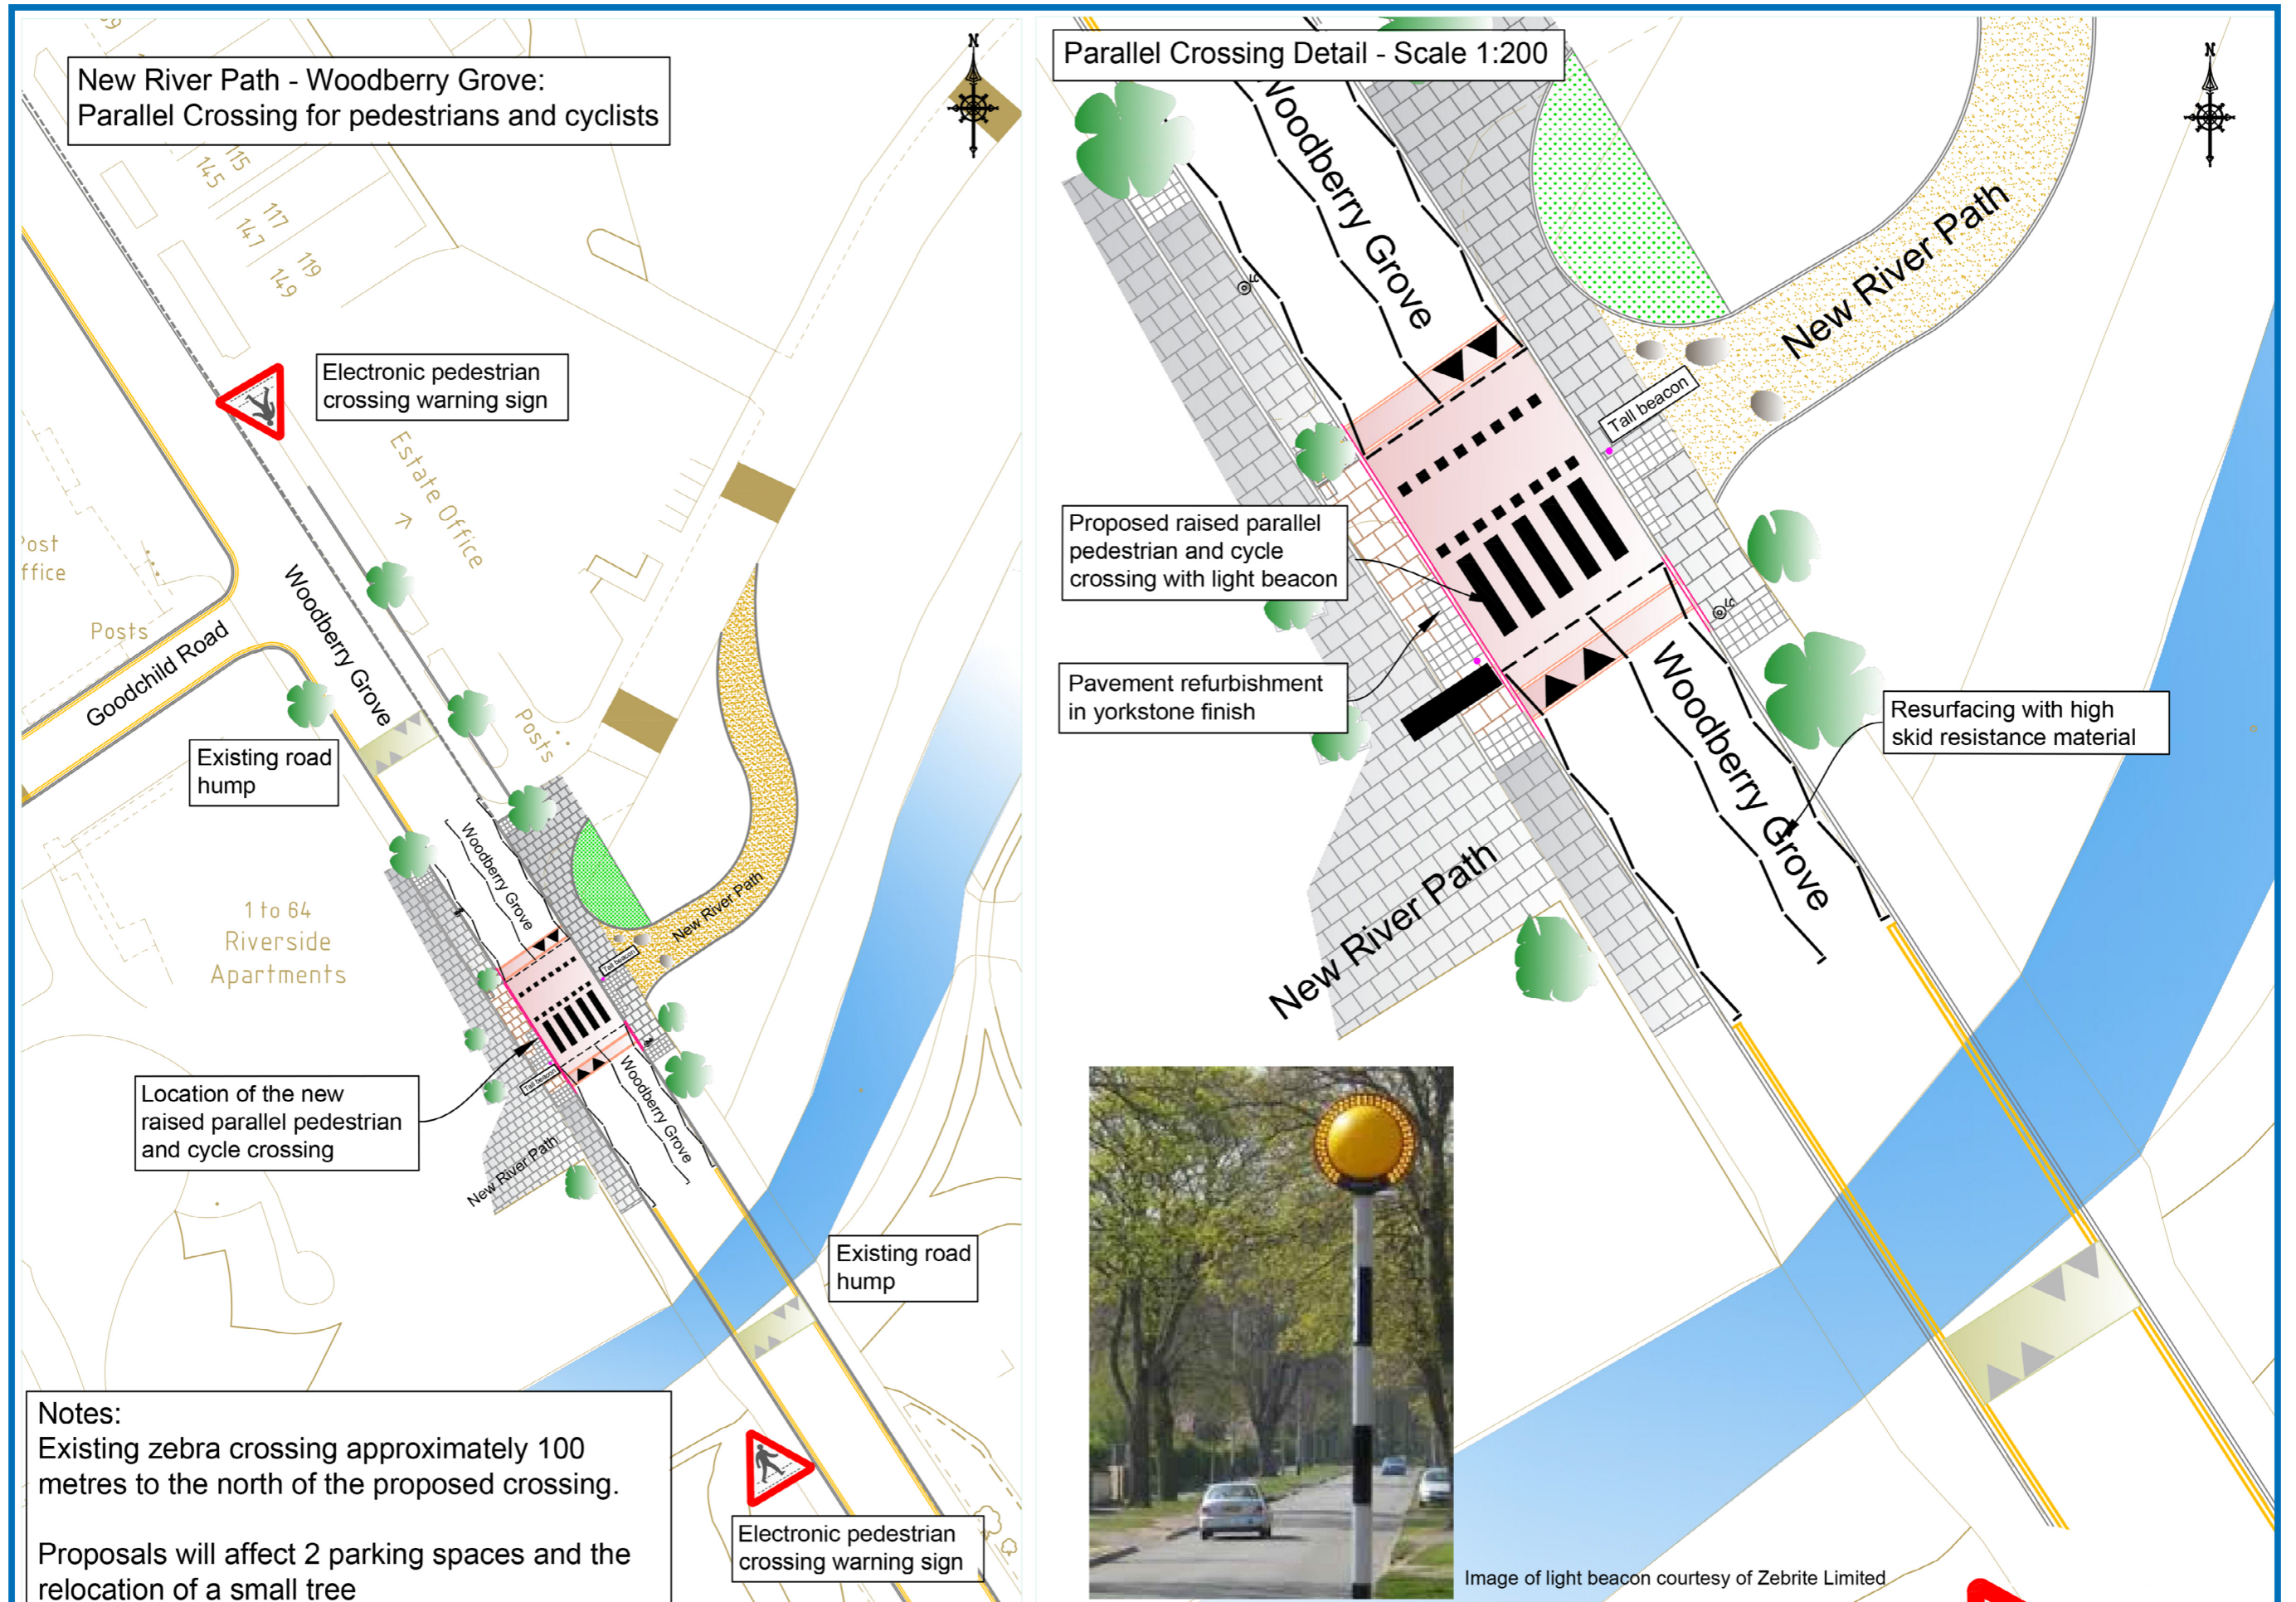 New River Path - Woodberry Grove:
Parallel Crossing for pedestrians and cyclists
N
115
145
117
147
119
149
Electronic pedestrian
crossing warning sign
Estate Office
Post
ffice
Posts
Goodchild Road
Woodberry Grove
Existing road
hump
Posts
Woodberry Grove
1 to 64
Riverside
Apartments
New River Path
Tall beacon
Tall beacon
Location of the new
raised parallel pedestrian
and cycle crossing
Woodberry Grove
New River Path
Existing road
hump
Notes:
Existing zebra crossing approximately 100
metres to the north of the proposed crossing.
Proposals will affect 2 parking spaces and the
relocation of a small tree
Electronic pedestrian
crossing warning sign
Parallel Crossing Detail - Scale 1:200
N
Woodberry Grove
LC
New River Path
Tall beacon
Proposed raised parallel
pedestrian and cycle
crossing with light beacon
LC
Pavement refurbishment
in yorkstone finish
Woodberry Grove
Resurfacing with high
skid resistance material
New River Path
Image of light beacon courtesy of Zebrite Limited